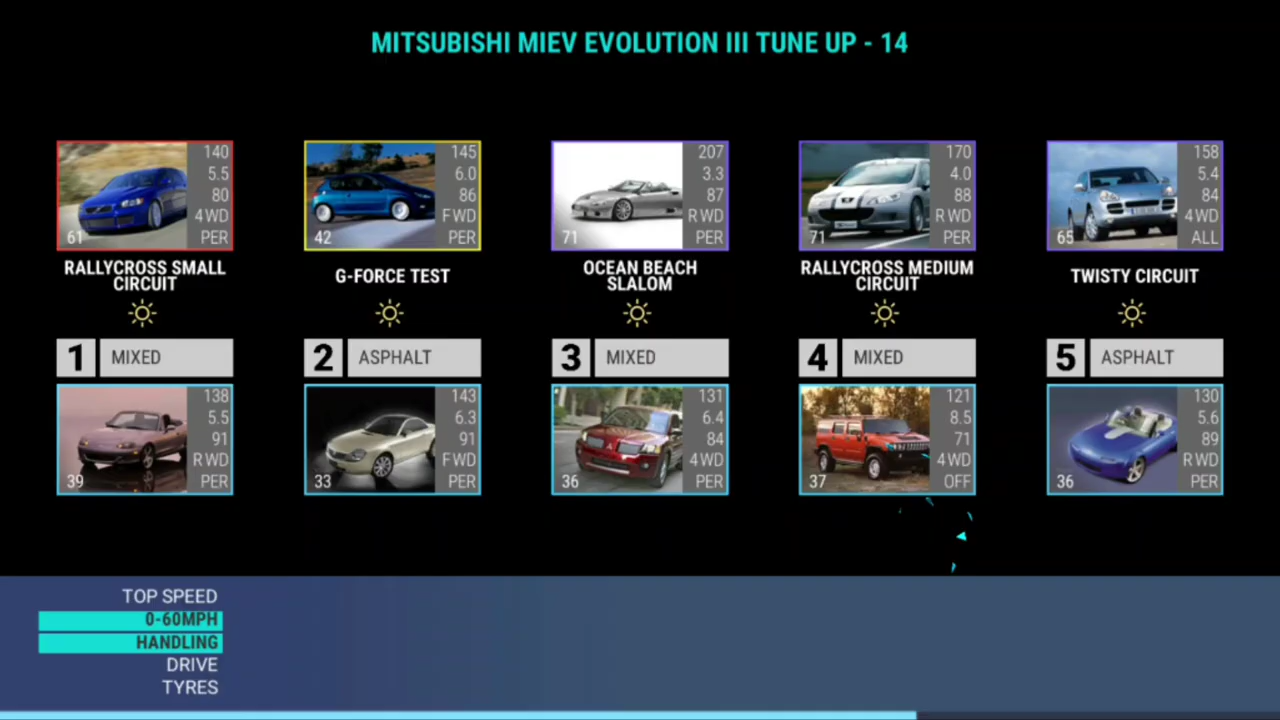 MITSUBISHI MIEV EVOLUTION III TUNE UP - 14
140
5.5
80
4WD
PER
61
145
6.0
86
FWD
PER
42
207
3.3
87
RWD
PER
71
170
4.0
88
RWD
PER
71
158
5.4
84
4WD
ALL
65
RALLYCROSS SMALL
CIRCUIT
G-FORCE TEST
OCEAN BEACH
SLALOM
RALLYCROSS MEDIUM
CIRCUIT
TWISTY CIRCUIT
1 MIXED
2 ASPHALT
3 MIXED
4 MIXED
5 ASPHALT
138
5.5
91
RWD
PER
39
143
6.3
91
FWD
PER
33
131
6.4
84
4WD
PER
36
121
8.5
71
4WD
OFF
37
130
5.6
89
RWD
PER
36
TOP SPEED
0-60MPH
HANDLING
DRIVE
TYRES